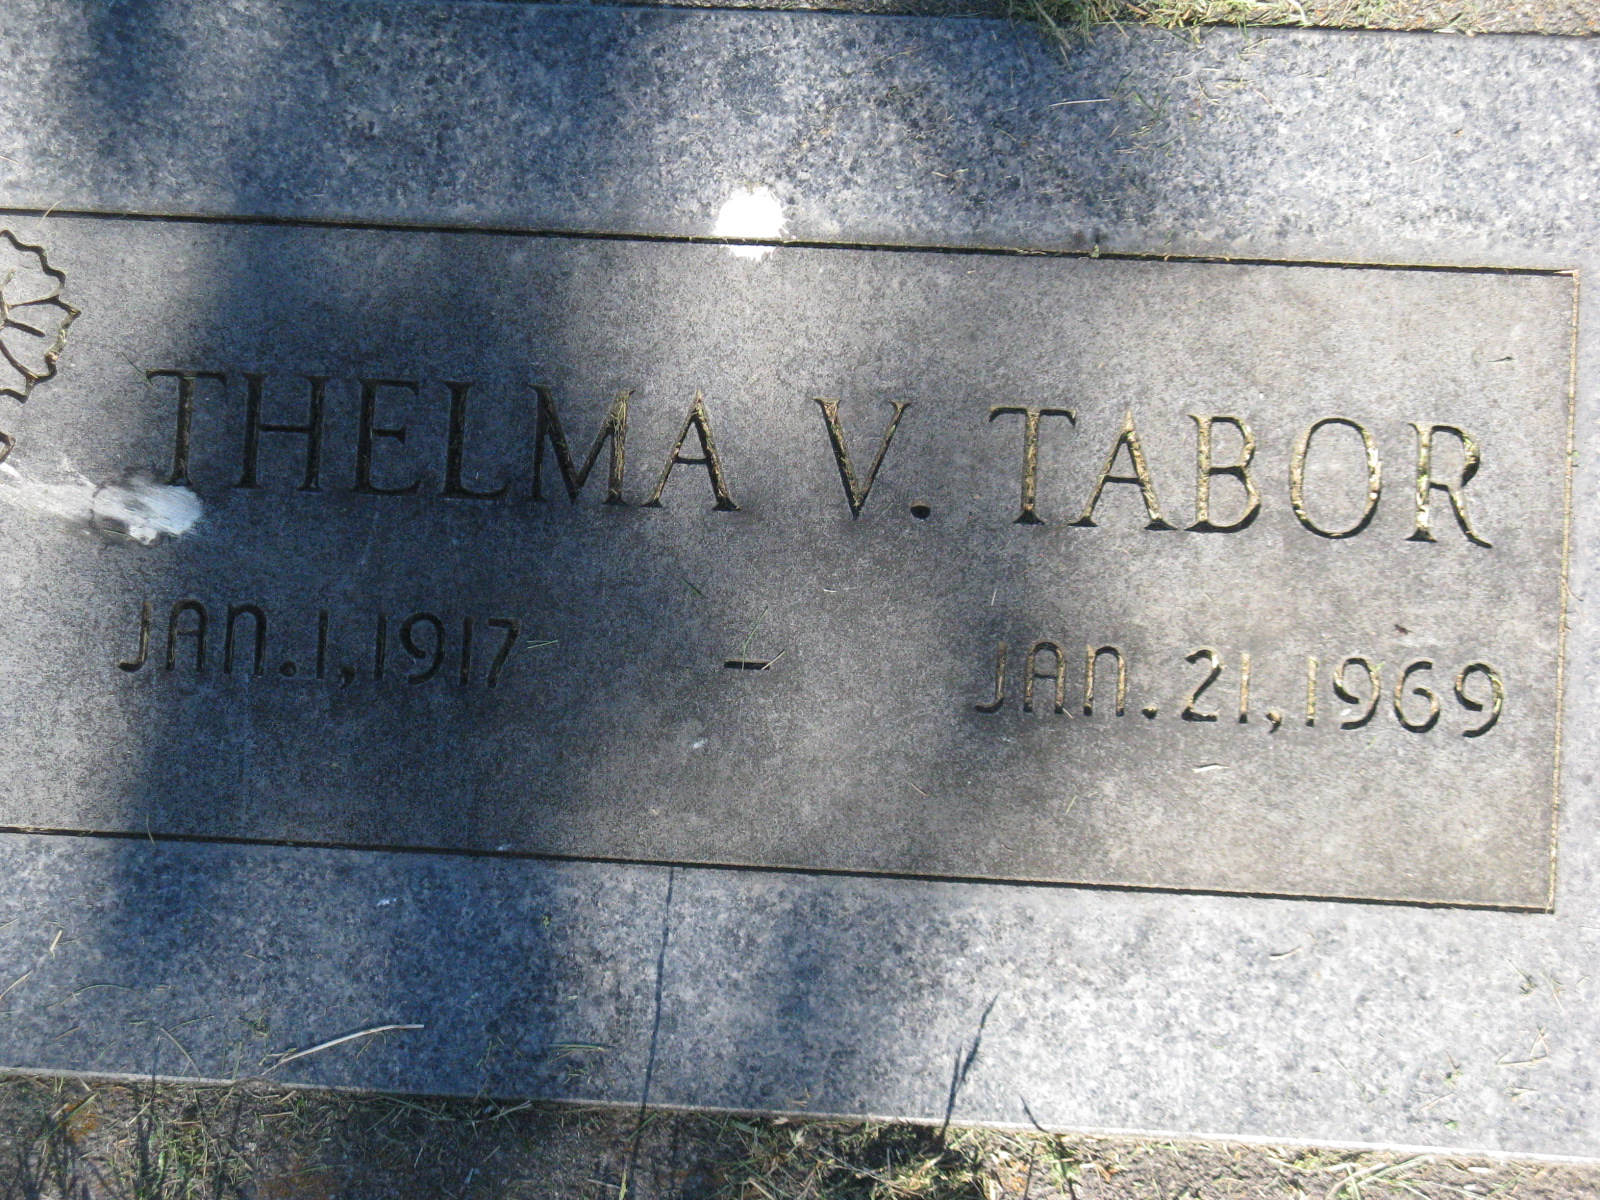 THELMA V. TABOR
JAN. 1, 1917 – JAN. 21, 1969